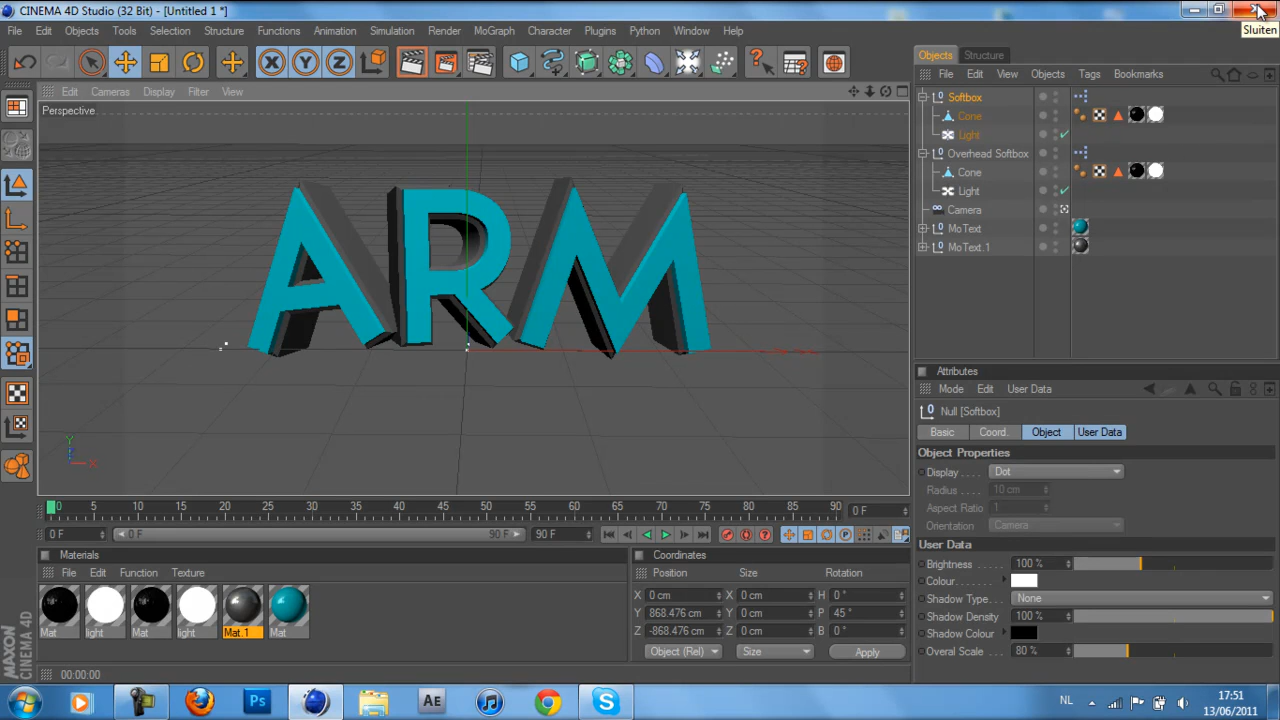 CINEMA 4D Studio (32 Bit) - [Untitled 1 *]
Sluiten
File Edit Objects Tools Selection Structure Functions Animation Simulation Render MoGraph Character Plugins Python Window Help
X Y Z
Objects Structure
File Edit View Objects Tags Bookmarks
Edit Cameras Display Filter View
Perspective
Softbox
Cone
Light
Overhead Softbox
Cone
Light
Camera
MoText
MoText.1
ARM
Y
Z
X
Attributes
Mode Edit User Data
Null [Softbox]
Basic Coord. Object User Data
Object Properties
Display . . . . Dot
Radius . . . . 10 cm
Aspect Ratio 1
Orientation . Camera
User Data
Brightness . . . . 100 %
Colour. . . . . . .
Shadow Type. . . None
Shadow Density 100 %
Shadow Colour
Overal Scale . . . 80 %
0 5 10 15 20 25 30 35 40 45 50 55 60 65 70 75 80 85 90 0 F
0 F 0 F 90 F 90 F
Materials
File Edit Function Texture
Mat light Mat light Mat.1 Mat
Coordinates
Position Size Rotation
X 0 cm X 0 cm H 0 °
Y 868.476 cm Y 0 cm P 45 °
Z -868.476 cm Z 0 cm B 0 °
Object (Rel) Size Apply
MAXON
CINEMA 4D
00:00:00
Ps Ae
NL
17:51
13/06/2011